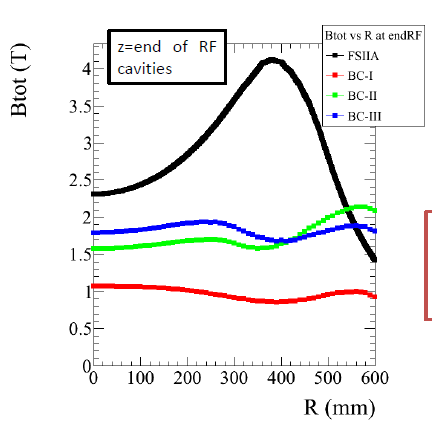 z=end of RF
cavities
Btot vs R at endRF
FSIIA
BC-I
BC-II
BC-III
Btot (T)
4
3.5
3
2.5
2
1.5
1
0.5
0
0 100 200 300 400 500 600
R (mm)